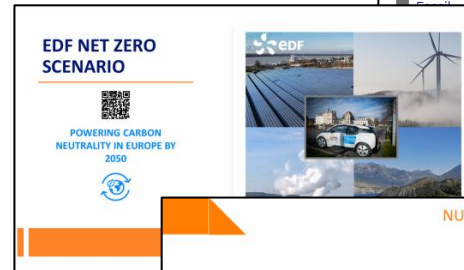 EDF NET ZERO
SCENARIO
POWERING CARBON
NEUTRALITY IN EUROPE BY
2050
edf
NU